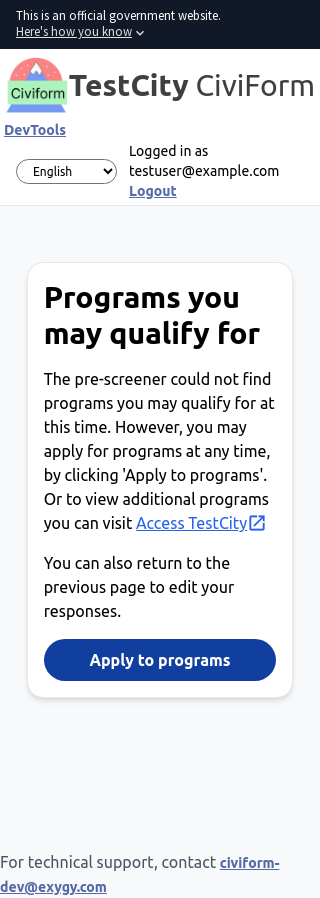 This is an official government website.
Here's how you know
Civiform
TestCity CiviForm
DevTools
English
Logged in as
testuser@example.com
Logout
Programs you
may qualify for
The pre-screener could not find
programs you may qualify for at
this time. However, you may
apply for programs at any time,
by clicking 'Apply to programs'.
Or to view additional programs
you can visit Access TestCity
You can also return to the
previous page to edit your
responses.
Apply to programs
For technical support, contact civiform-
dev@exygy.com